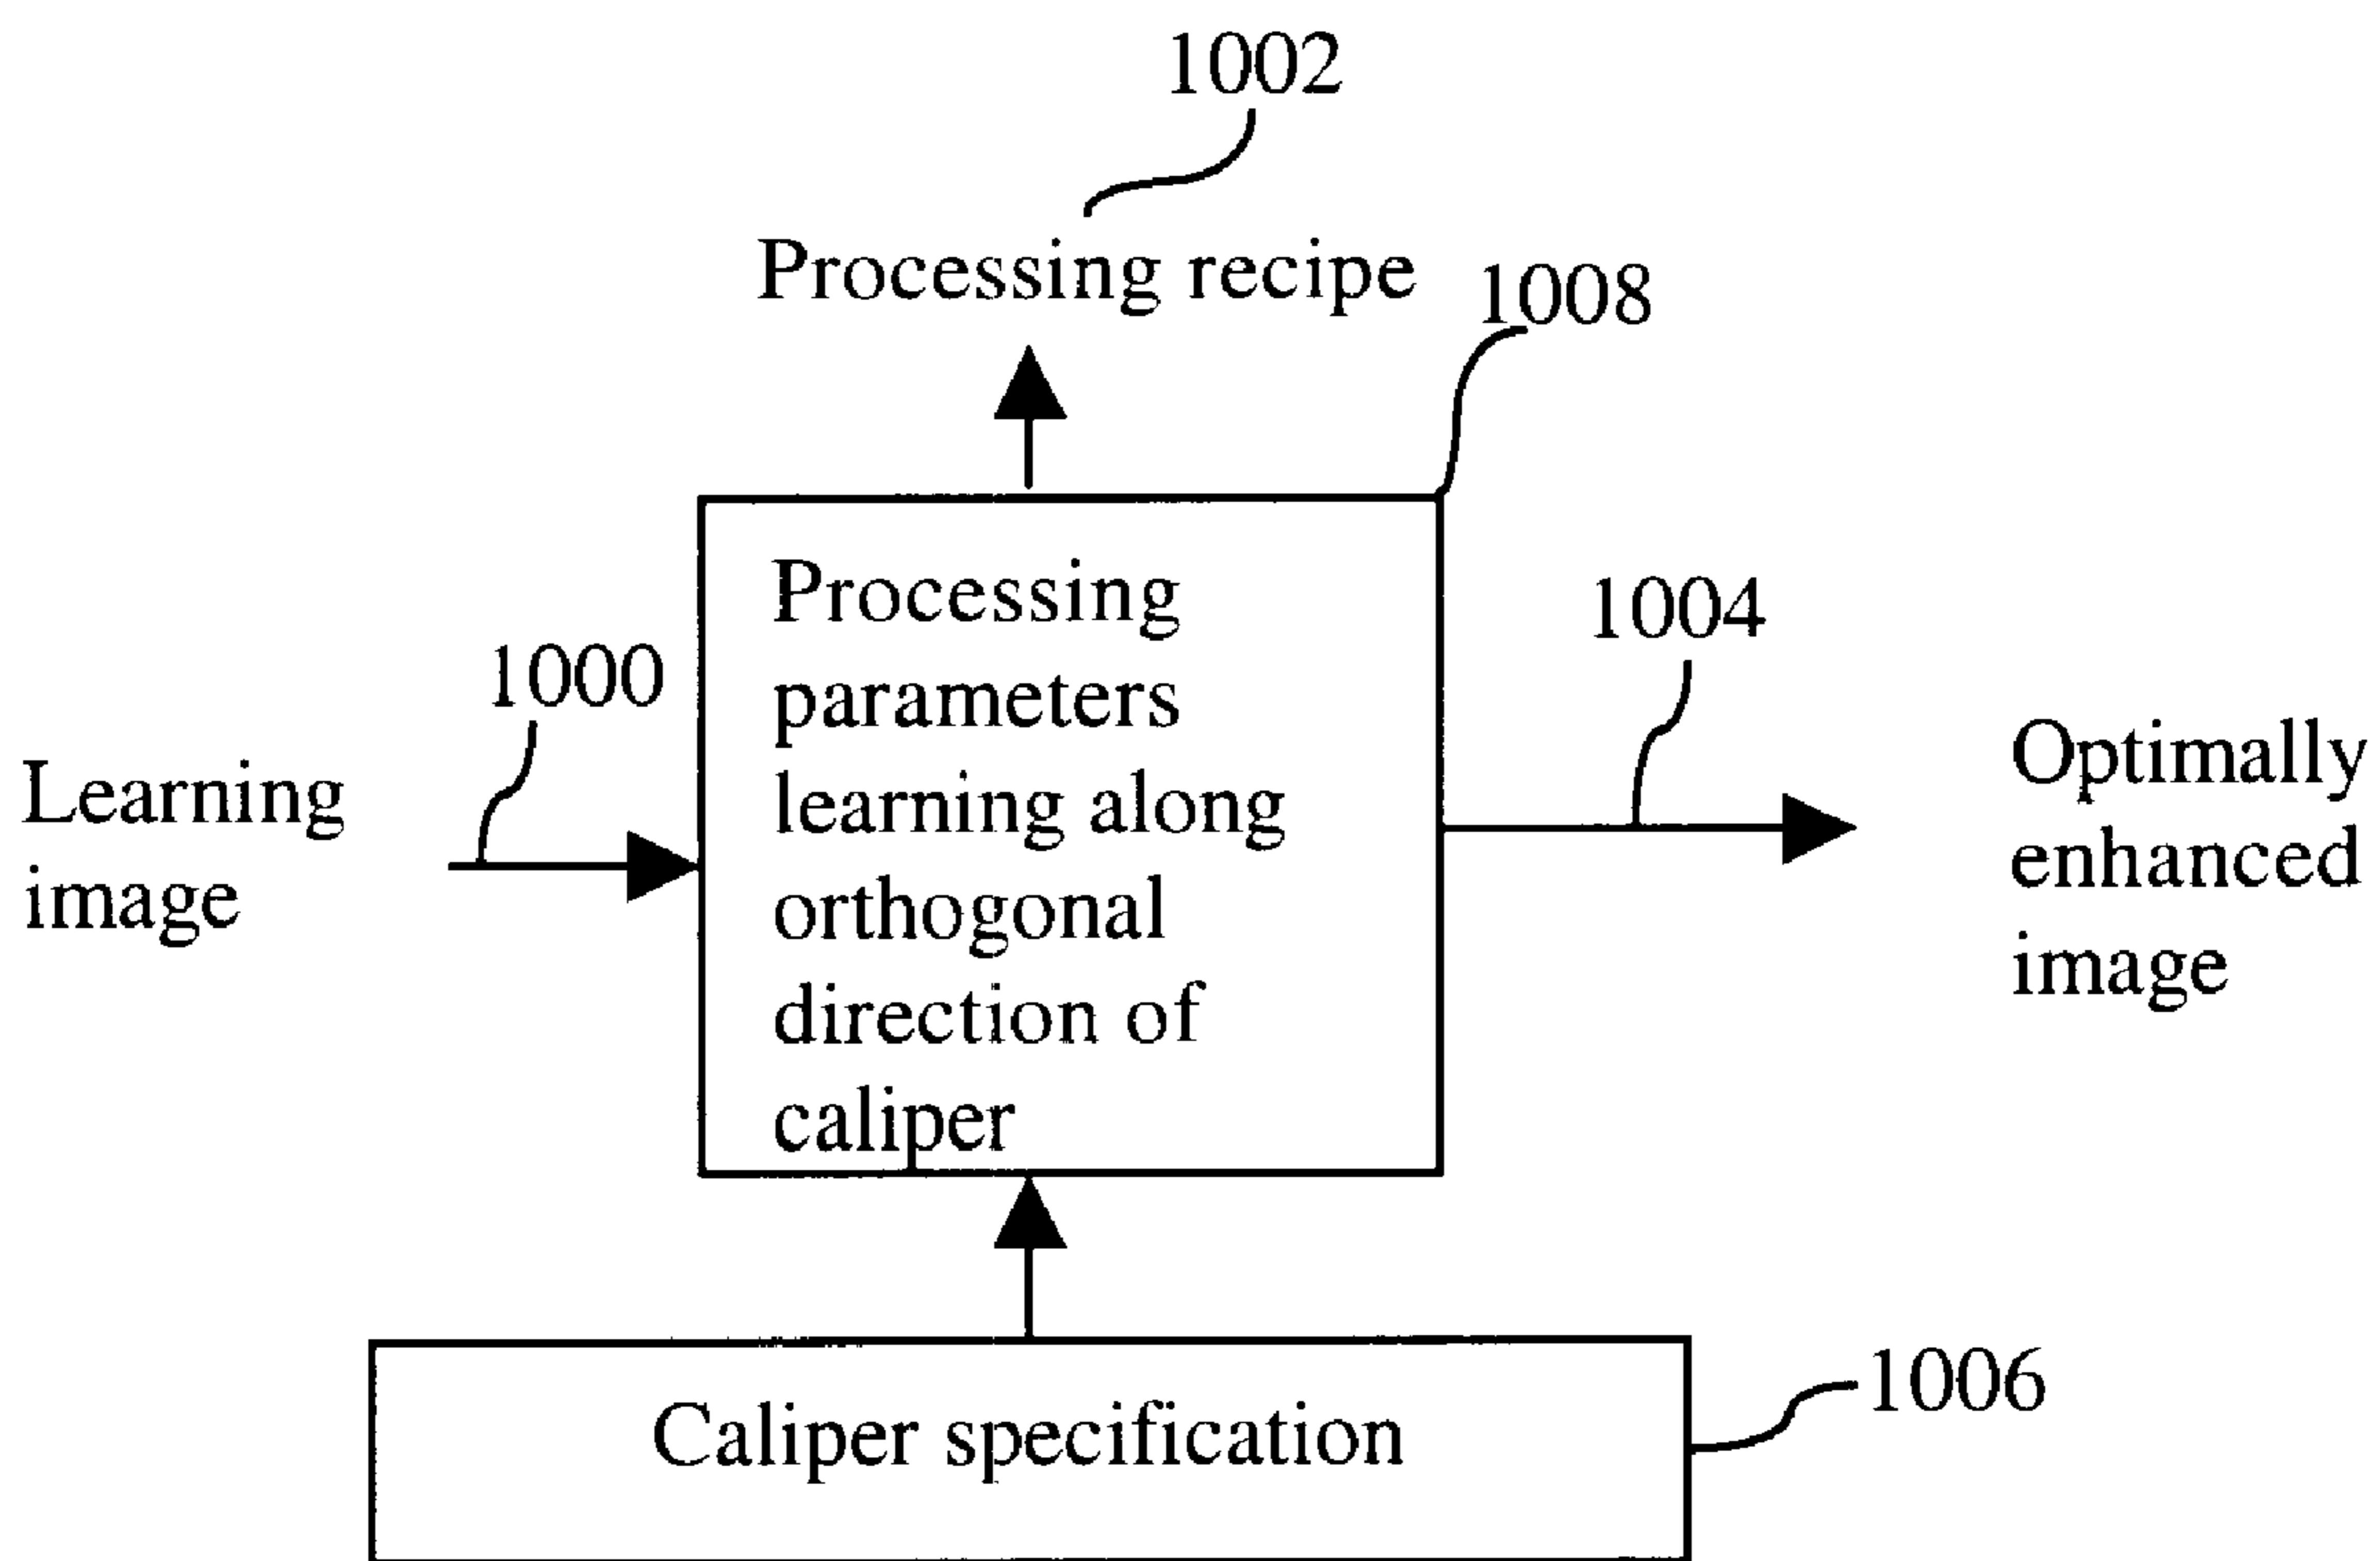 1002
Processing recipe
1008
Processing
parameters
learning along
orthogonal
direction of
caliper
1000
Learning
image
1004
Optimally
enhanced
image
Caliper specification
1006